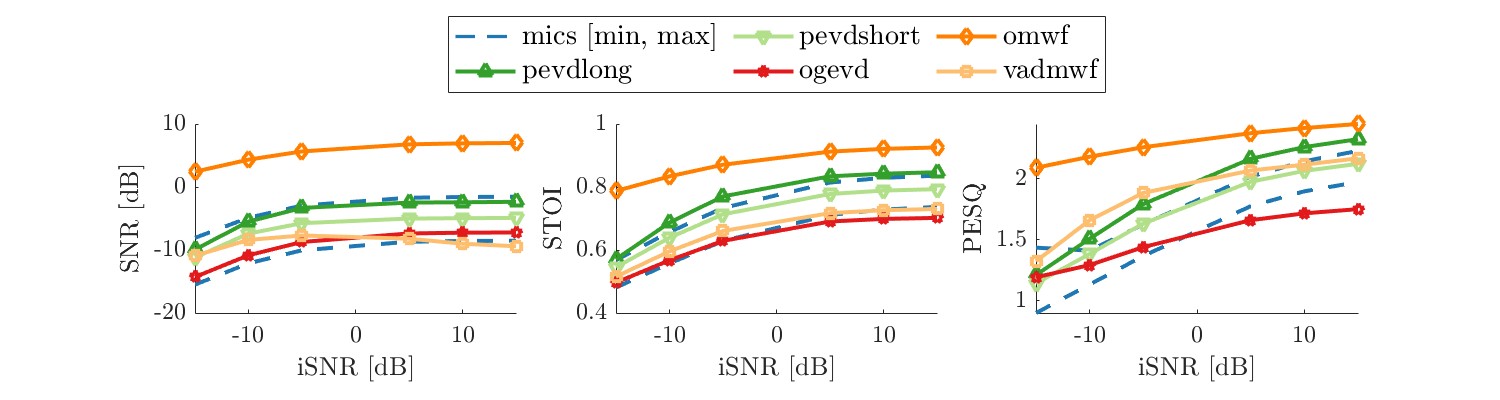 mics [min, max] pevdshort omwf
pevdlong ogevd vadmwf
SNR [dB]
10
0
-10
-20
-10 0 10
iSNR [dB]
STOI
1
0.8
0.6
0.4
-10 0 10
iSNR [dB]
PESQ
2
1.5
1
-10 0 10
iSNR [dB]